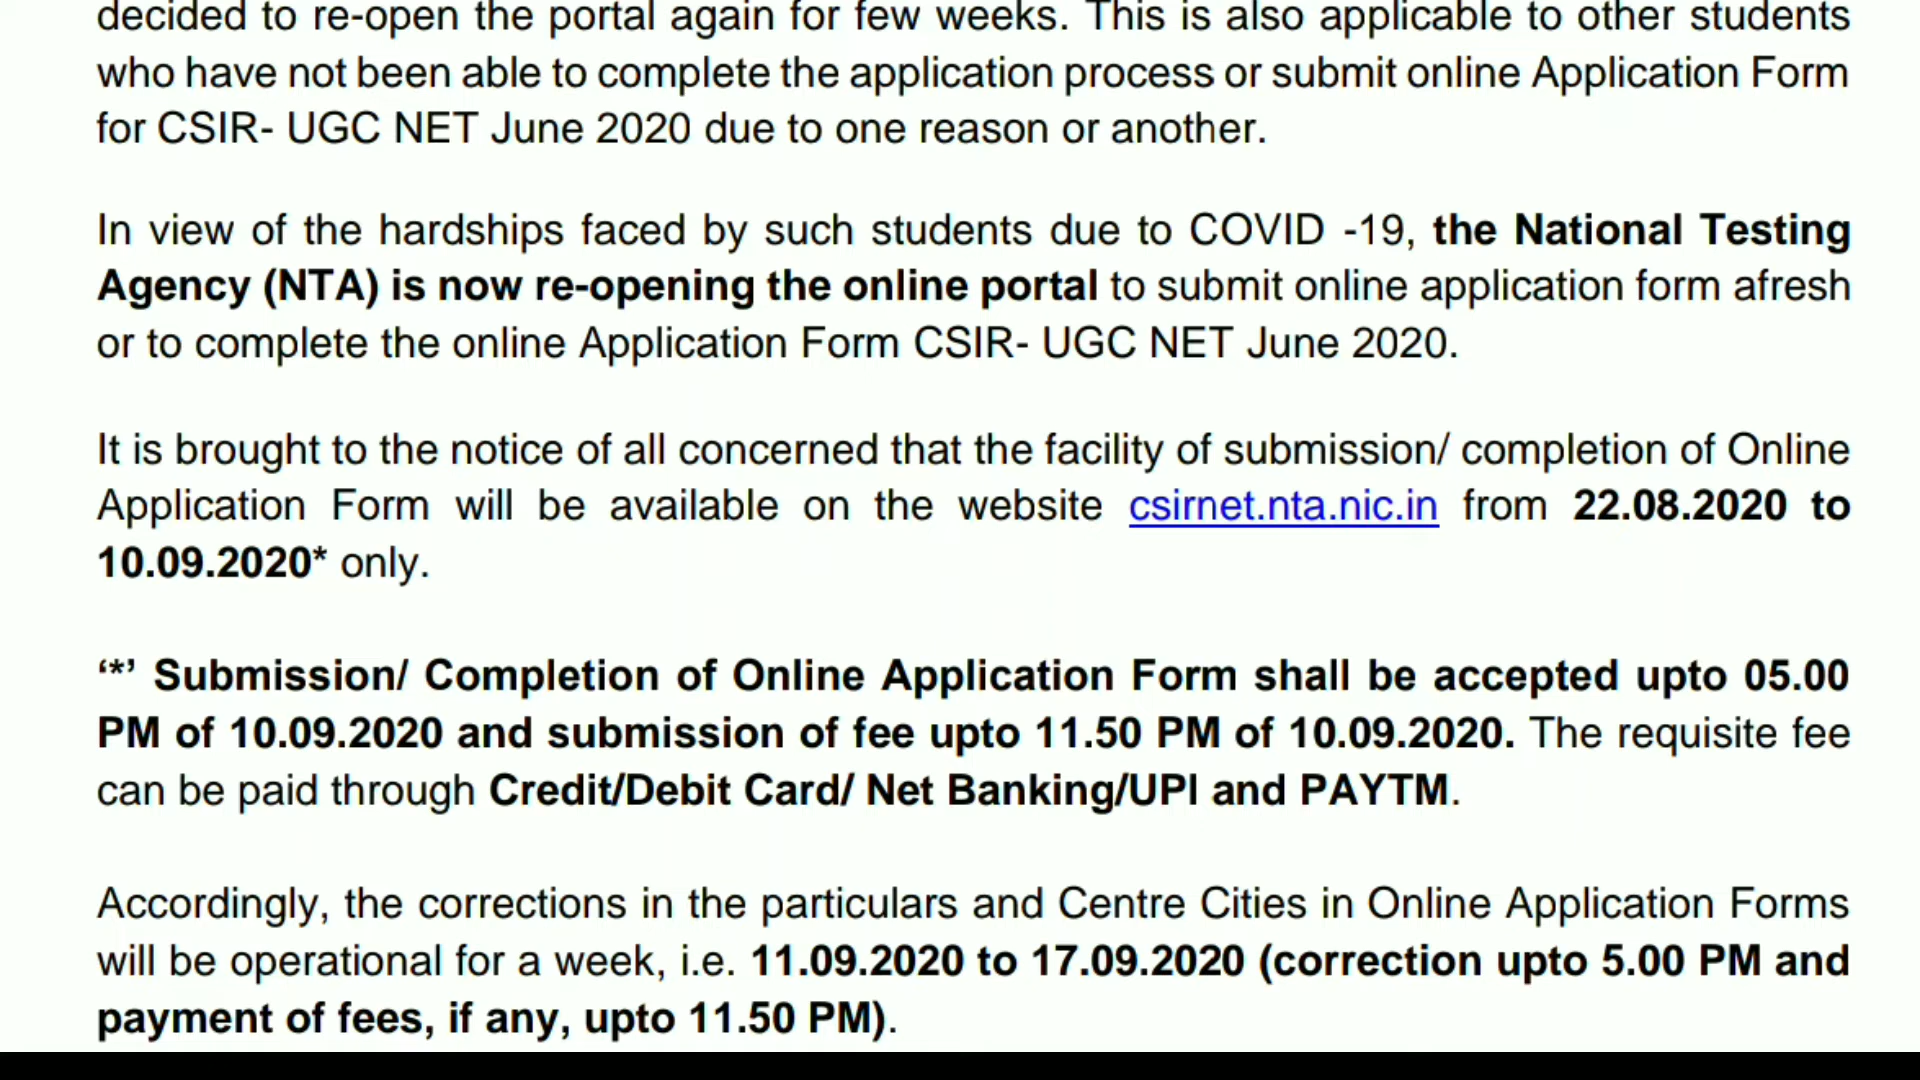 decided to re-open the portal again for few weeks. This is also applicable to other students
who have not been able to complete the application process or submit online Application Form
for CSIR- UGC NET June 2020 due to one reason or another.
In view of the hardships faced by such students due to COVID -19, the National Testing
Agency (NTA) is now re-opening the online portal to submit online application form afresh
or to complete the online Application Form CSIR- UGC NET June 2020.
It is brought to the notice of all concerned that the facility of submission/ completion of Online
Application Form will be available on the website csirnet.nta.nic.in from 22.08.2020 to
10.09.2020* only.
‘*’ Submission/ Completion of Online Application Form shall be accepted upto 05.00
PM of 10.09.2020 and submission of fee upto 11.50 PM of 10.09.2020. The requisite fee
can be paid through Credit/Debit Card/ Net Banking/UPI and PAYTM.
Accordingly, the corrections in the particulars and Centre Cities in Online Application Forms
will be operational for a week, i.e. 11.09.2020 to 17.09.2020 (correction upto 5.00 PM and
payment of fees, if any, upto 11.50 PM).